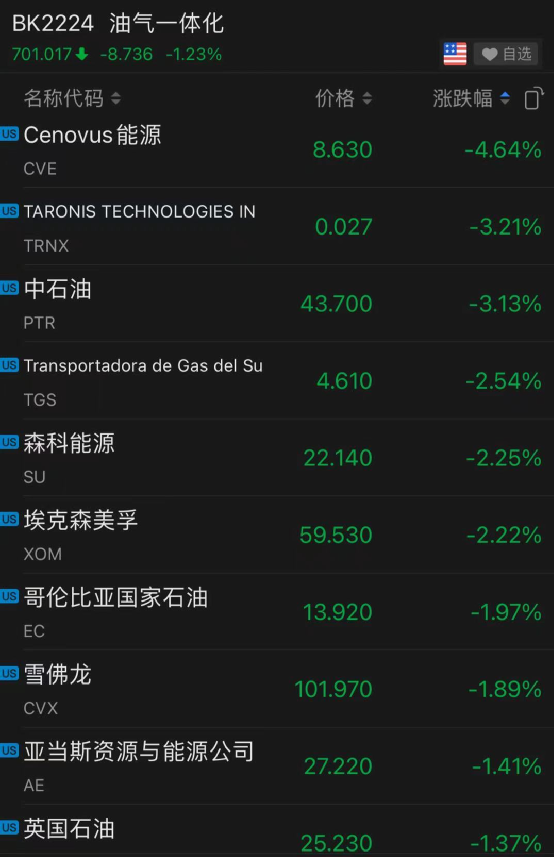 BK2224 油气一体化
701.017 -8.736 -1.23%
自选
名称代码 价格 涨跌幅
US Cenovus能源 8.630 -4.64%
CVE
US TARONIS TECHNOLOGIES IN 0.027 -3.21%
TRNX
US 中石油 43.700 -3.13%
PTR
US Transportadora de Gas del Su 4.610 -2.54%
TGS
US 森科能源 22.140 -2.25%
SU
US 埃克森美孚 59.530 -2.22%
XOM
US 哥伦比亚国家石油 13.920 -1.97%
EC
US 雪佛龙 101.970 -1.89%
CVX
US 亚当斯资源与能源公司 27.220 -1.41%
AE
US 英国石油 25.230 -1.37%